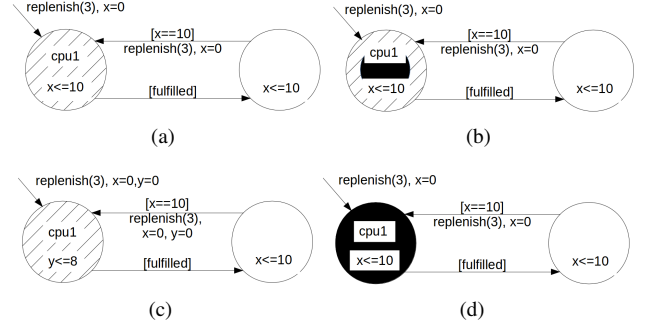 replenish(3), x=0
[x==10]
replenish(3), x=0
cpu1
x<=10
x<=10
[fulfilled]
(a)
replenish(3), x=0
[x==10]
replenish(3), x=0
cpu1
x<=10
x<=10
[fulfilled]
(b)
replenish(3), x=0,y=0
[x==10]
replenish(3),
x=0, y=0
cpu1
y<=8
x<=10
[fulfilled]
(c)
replenish(3), x=0
[x==10]
replenish(3), x=0
cpu1
x<=10
x<=10
[fulfilled]
(d)